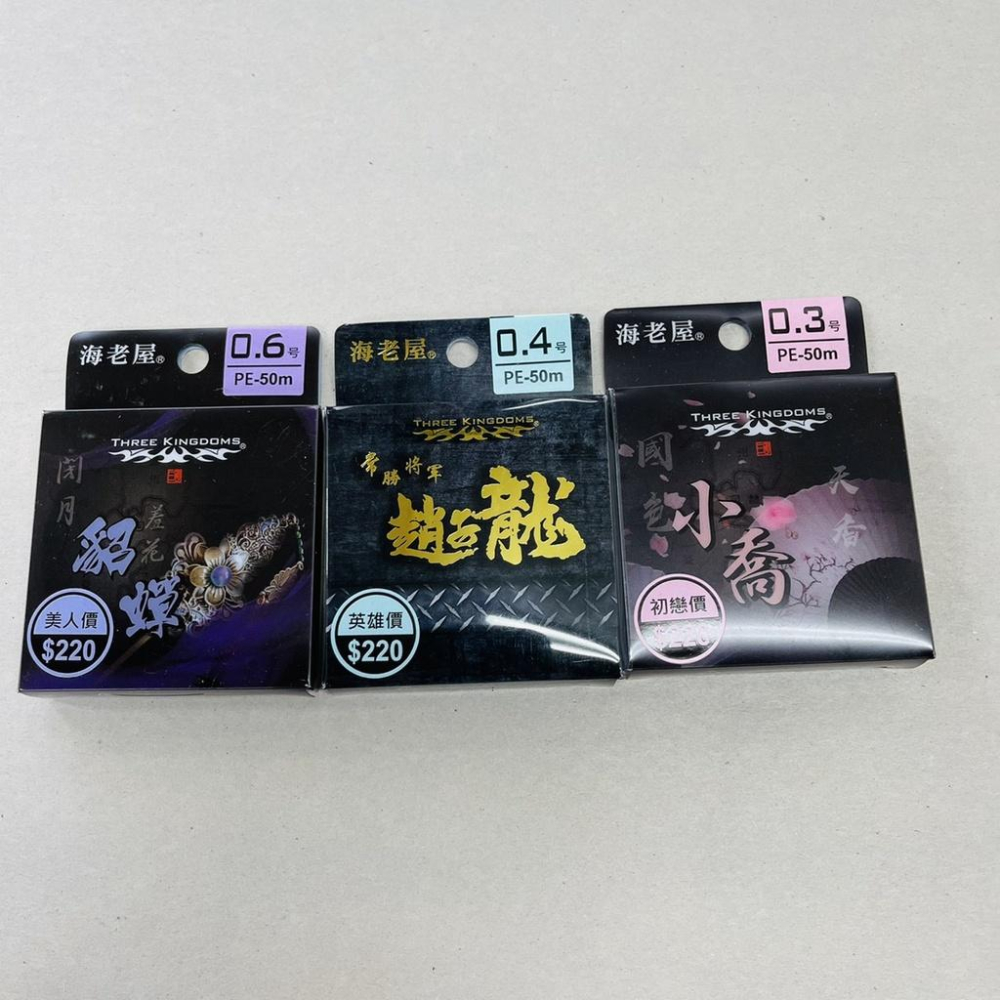 海老屋®
0.6号
PE-50m
THREE KINGDOMS®
閉月
羞花
貂蟬
美人價
$220
海老屋®
0.4号
PE-50m
THREE KINGDOMS®
常勝將軍
趙子龍
英雄價
$220
海老屋®
0.3号
PE-50m
THREE KINGDOMS®
國色
天香
小喬
初戀價
$220